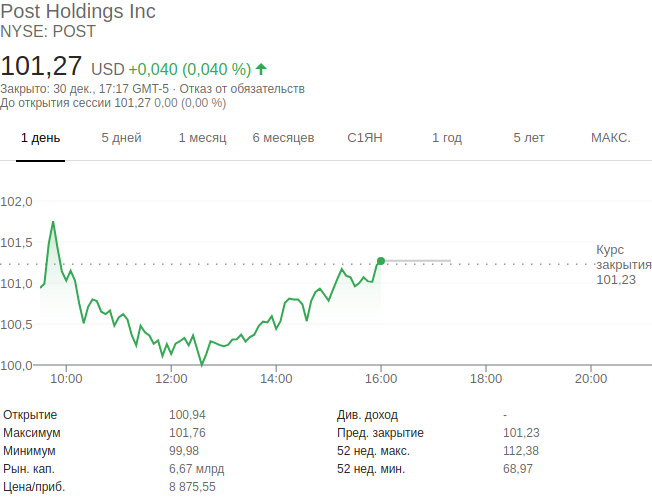 Post Holdings Inc
NYSE: POST
101,27 USD +0,040 (0,040 %)
Закрыто: 30 дек., 17:17 GMT-5 · Отказ от обязательств
До открытия сессии 101,27 0,00 (0,00 %)
1 день 5 дней 1 месяц 6 месяцев С1ЯН 1 год 5 лет МАКС.
102,0
101,5
Курс
закрытия
101,23
101,0
100,5
100,0
10:00 12:00 14:00 16:00 18:00 20:00
Открытие 100,94 Див. доход -
Максимум 101,76 Пред. закрытие 101,23
Минимум 99,98 52 нед. макс. 112,38
Рын. кап. 6,67 млрд 52 нед. мин. 68,97
Цена/приб. 8 875,55